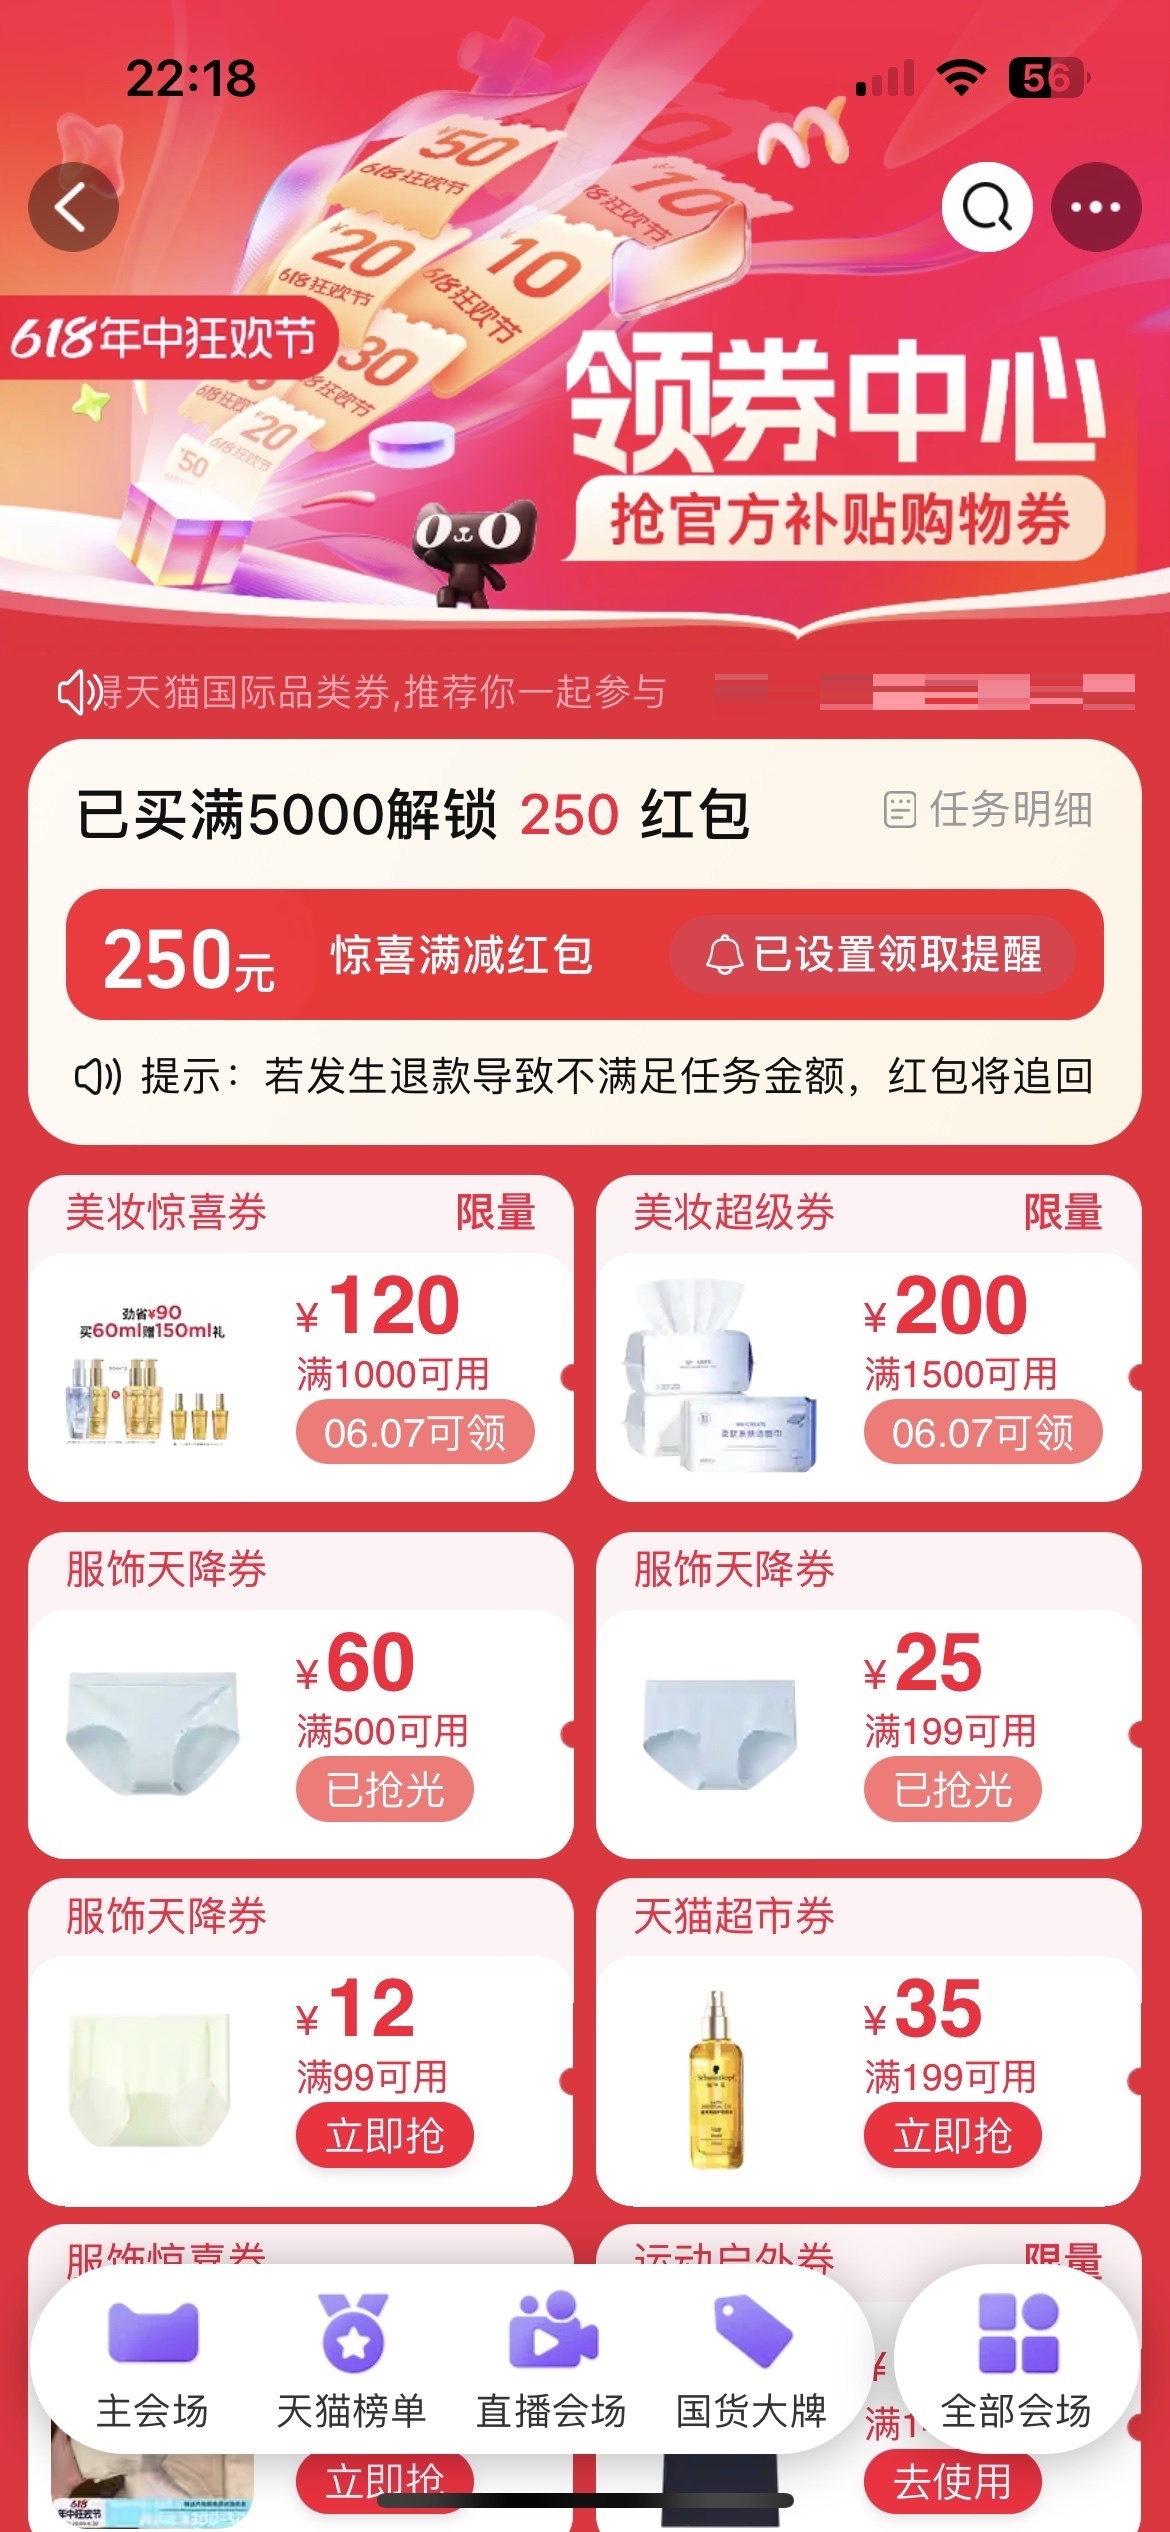 22:18
56
¥50
618狂欢节
10
618狂欢节
¥20
618狂欢节
¥10
618狂欢节
30
618狂欢节
¥20
618狂欢节
¥50
618年中狂欢节
领券中心
抢官方补贴购物券
得天猫国际品类券,推荐你一起参与
已买满5000解锁 250 红包
任务明细
250元 惊喜满减红包 已设置领取提醒
提示：若发生退款导致不满足任务金额，红包将追回
美妆惊喜券 限量
劲省¥90
买60ml赠150ml礼
¥120
满1000可用
06.07可领
美妆超级券 限量
柔软亲肤洁面巾
¥200
满1500可用
06.07可领
服饰天降券
¥60
满500可用
已抢光
服饰天降券
¥25
满199可用
已抢光
服饰天降券
¥12
满99可用
立即抢
天猫超市券
Schwarzkopf
¥35
满199可用
立即抢
服饰惊喜券
立即抢
618
年中狂欢节
运动户外券 限量
¥
满1
去使用
主会场
天猫榜单
直播会场
国货大牌
全部会场